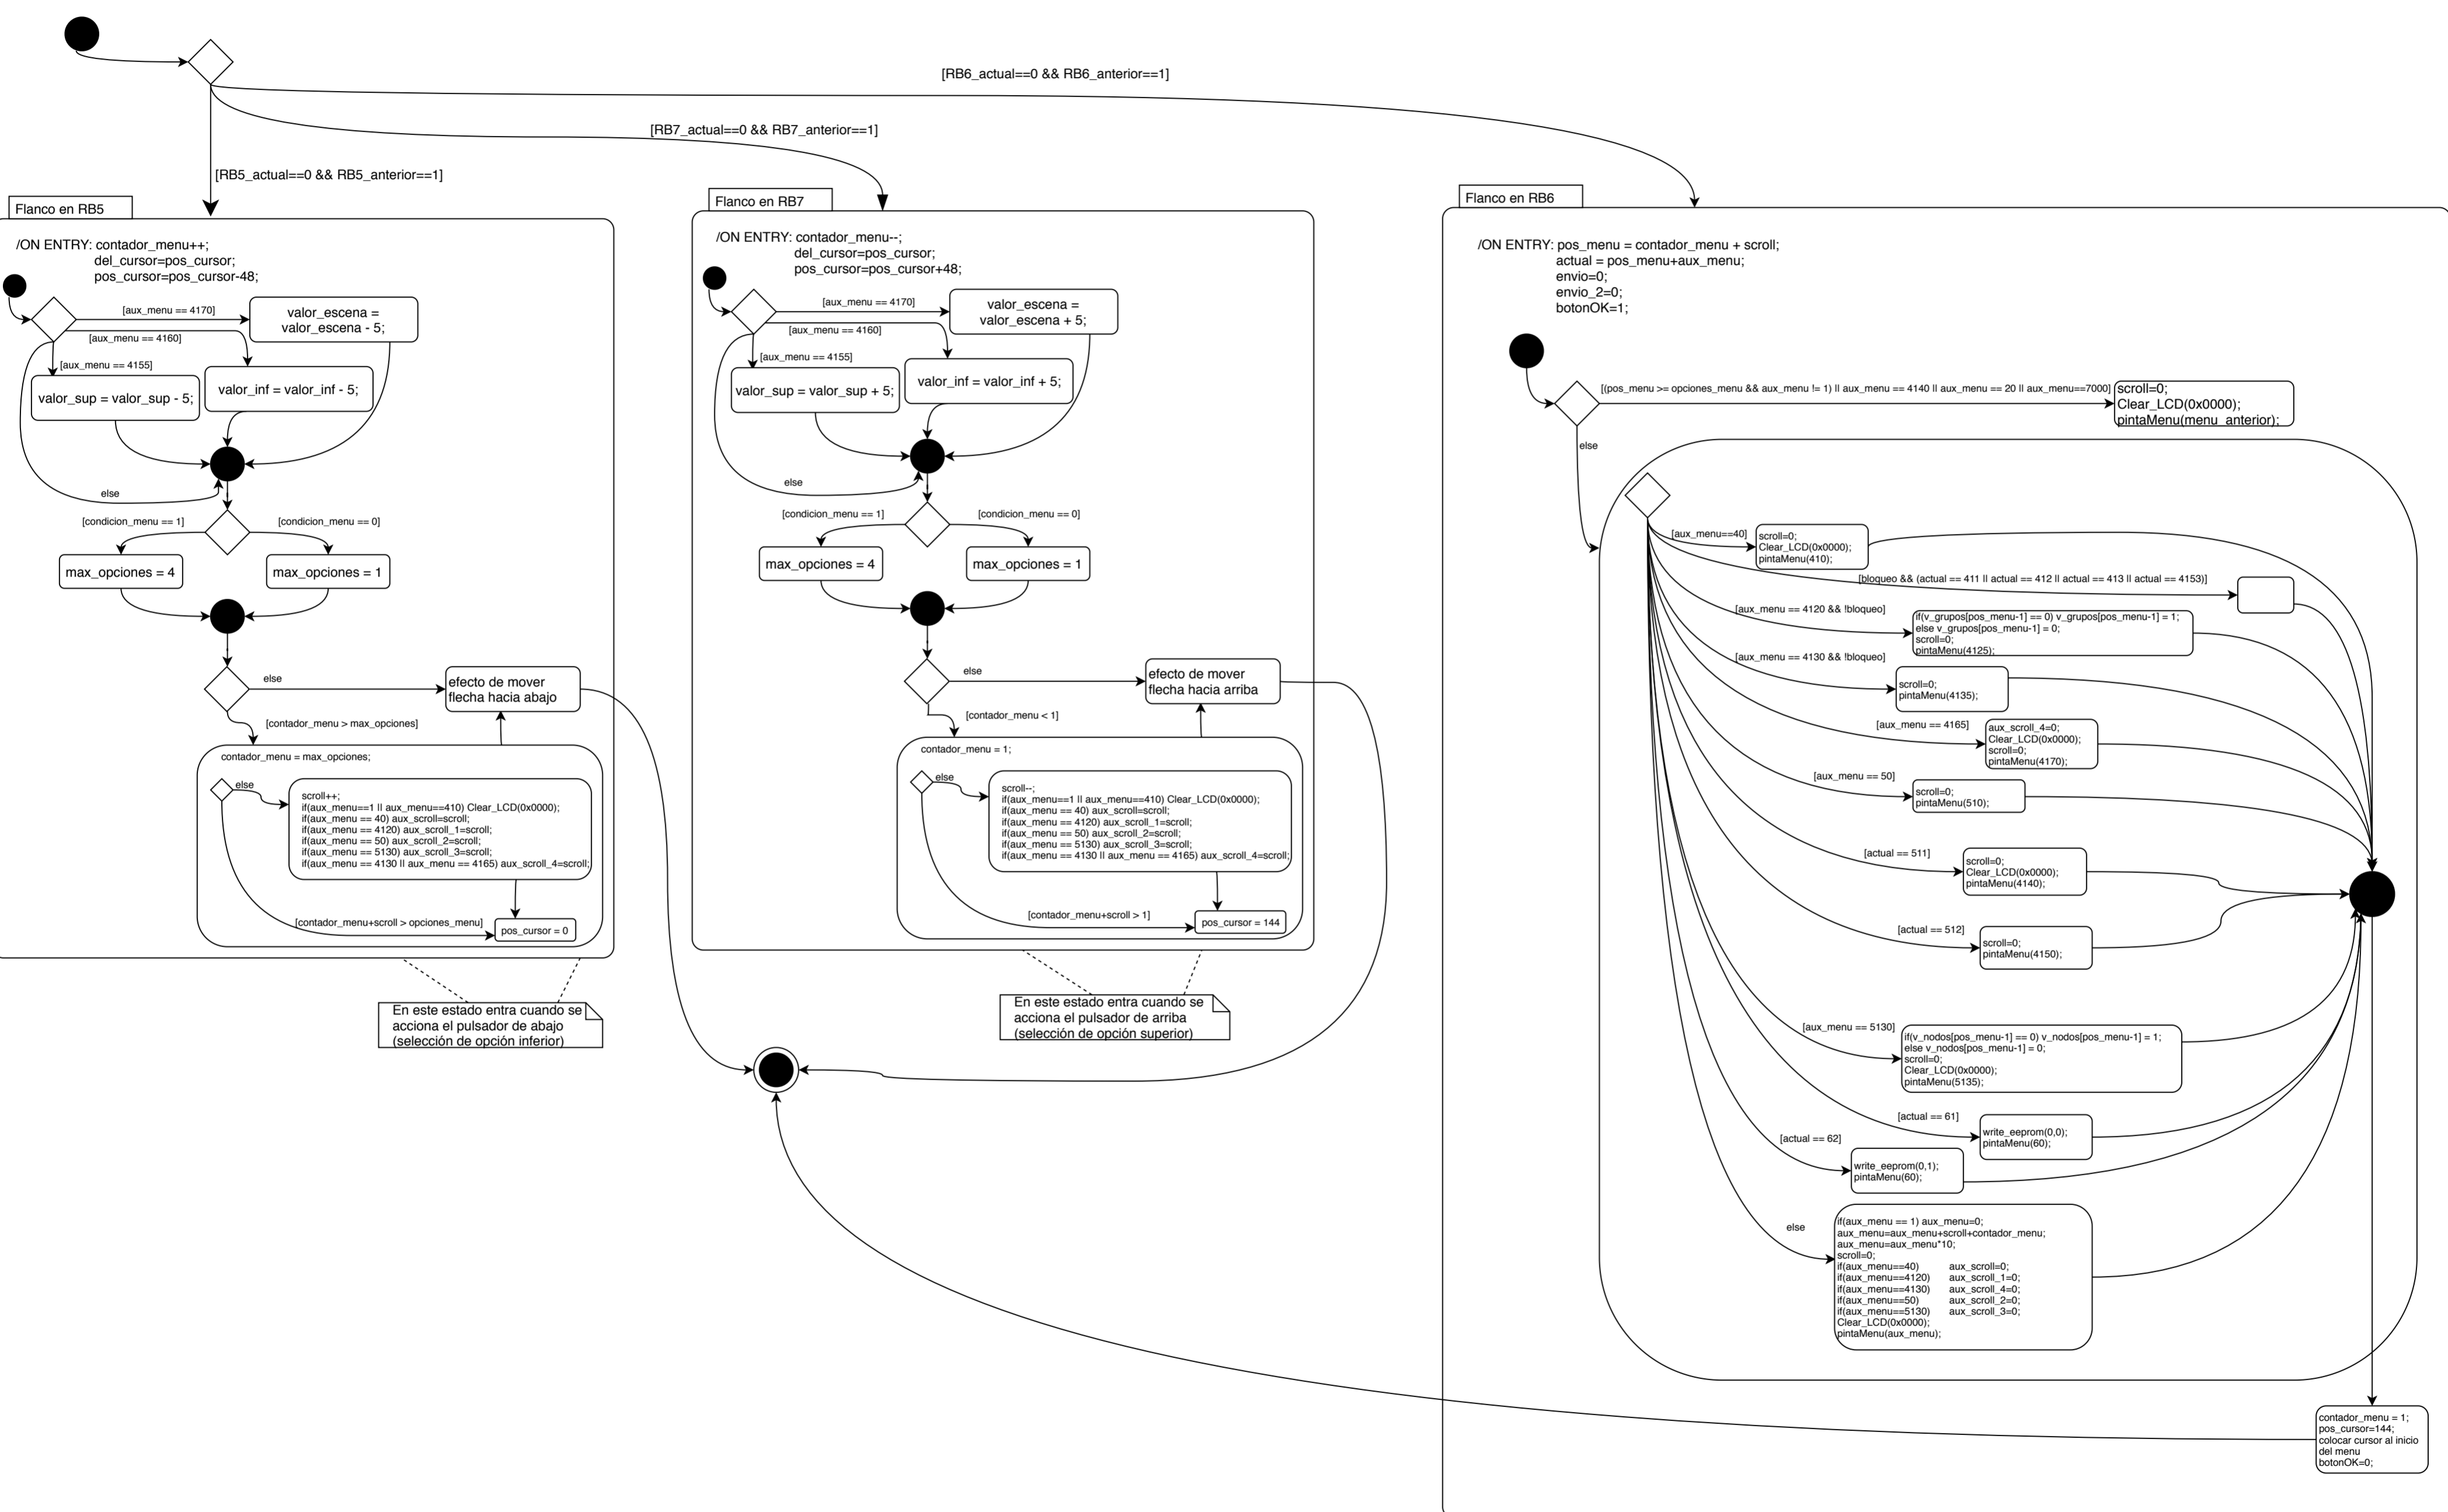 [RB6_actual==0 && RB6_anterior==1]
[RB7_actual==0 && RB7_anterior==1]
[RB5_actual==0 && RB5_anterior==1]
Flanco en RB5
/ON ENTRY: contador_menu++;
del_cursor=pos_cursor;
pos_cursor=pos_cursor-48;
[aux_menu == 4170]
valor_escena =
valor_escena - 5;
[aux_menu == 4160]
[aux_menu == 4155]
valor_sup = valor_sup - 5;
valor_inf = valor_inf - 5;
else
[condicion_menu == 1]
[condicion_menu == 0]
max_opciones = 4
max_opciones = 1
else
efecto de mover
flecha hacia abajo
[contador_menu > max_opciones]
contador_menu = max_opciones;
else
scroll++;
if(aux_menu==1 || aux_menu==410) Clear_LCD(0x0000);
if(aux_menu == 40) aux_scroll=scroll;
if(aux_menu == 4120) aux_scroll_1=scroll;
if(aux_menu == 50) aux_scroll_2=scroll;
if(aux_menu == 5130) aux_scroll_3=scroll;
if(aux_menu == 4130 || aux_menu == 4165) aux_scroll_4=scroll;
[contador_menu+scroll > opciones_menu]
pos_cursor = 0
En este estado entra cuando se
acciona el pulsador de abajo
(selección de opción inferior)
Flanco en RB7
/ON ENTRY: contador_menu--;
del_cursor=pos_cursor;
pos_cursor=pos_cursor+48;
[aux_menu == 4170]
valor_escena =
valor_escena + 5;
[aux_menu == 4160]
[aux_menu == 4155]
valor_sup = valor_sup + 5;
valor_inf = valor_inf + 5;
else
[condicion_menu == 1]
[condicion_menu == 0]
max_opciones = 4
max_opciones = 1
else
efecto de mover
flecha hacia arriba
[contador_menu < 1]
contador_menu = 1;
else
scroll--;
if(aux_menu==1 || aux_menu==410) Clear_LCD(0x0000);
if(aux_menu == 40) aux_scroll=scroll;
if(aux_menu == 4120) aux_scroll_1=scroll;
if(aux_menu == 50) aux_scroll_2=scroll;
if(aux_menu == 5130) aux_scroll_3=scroll;
if(aux_menu == 4130 || aux_menu == 4165) aux_scroll_4=scroll;
[contador_menu+scroll > 1]
pos_cursor = 144
En este estado entra cuando se
acciona el pulsador de arriba
(selección de opción superior)
Flanco en RB6
/ON ENTRY: pos_menu = contador_menu + scroll;
actual = pos_menu+aux_menu;
envio=0;
envio_2=0;
botonOK=1;
[(pos_menu >= opciones_menu && aux_menu != 1) || aux_menu == 4140 || aux_menu == 20 || aux_menu==7000]
scroll=0;
Clear_LCD(0x0000);
pintaMenu(menu_anterior);
else
[aux_menu==40]
scroll=0;
Clear_LCD(0x0000);
pintaMenu(410);
[bloqueo && (actual == 411 || actual == 412 || actual == 413 || actual == 4153)]
[aux_menu == 4120 && !bloqueo]
if(v_grupos[pos_menu-1] == 0) v_grupos[pos_menu-1] = 1;
else v_grupos[pos_menu-1] = 0;
scroll=0;
pintaMenu(4125);
[aux_menu == 4130 && !bloqueo]
scroll=0;
pintaMenu(4135);
[aux_menu == 4165]
aux_scroll_4=0;
Clear_LCD(0x0000);
scroll=0;
pintaMenu(4170);
[aux_menu == 50]
scroll=0;
pintaMenu(510);
[actual == 511]
scroll=0;
Clear_LCD(0x0000);
pintaMenu(4140);
[actual == 512]
scroll=0;
pintaMenu(4150);
[aux_menu == 5130]
if(v_nodos[pos_menu-1] == 0) v_nodos[pos_menu-1] = 1;
else v_nodos[pos_menu-1] = 0;
scroll=0;
Clear_LCD(0x0000);
pintaMenu(5135);
[actual == 61]
write_eeprom(0,0);
pintaMenu(60);
[actual == 62]
write_eeprom(0,1);
pintaMenu(60);
else
if(aux_menu == 1) aux_menu=0;
aux_menu=aux_menu+scroll+contador_menu;
aux_menu=aux_menu*10;
scroll=0;
if(aux_menu==40) aux_scroll=0;
if(aux_menu==4120) aux_scroll_1=0;
if(aux_menu==4130) aux_scroll_4=0;
if(aux_menu==50) aux_scroll_2=0;
if(aux_menu==5130) aux_scroll_3=0;
Clear_LCD(0x0000);
pintaMenu(aux_menu);
contador_menu = 1;
pos_cursor=144;
colocar cursor al inicio
del menu
botonOK=0;